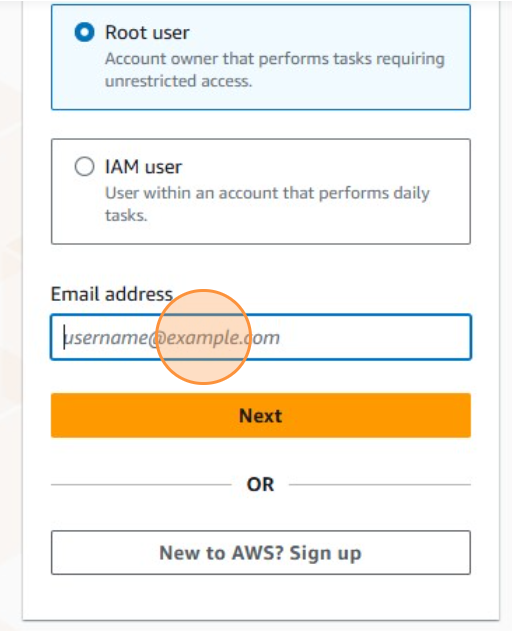 Root user
Account owner that performs tasks requiring
unrestricted access.
IAM user
User within an account that performs daily
tasks.
Email address
username@example.com
Next
OR
New to AWS? Sign up